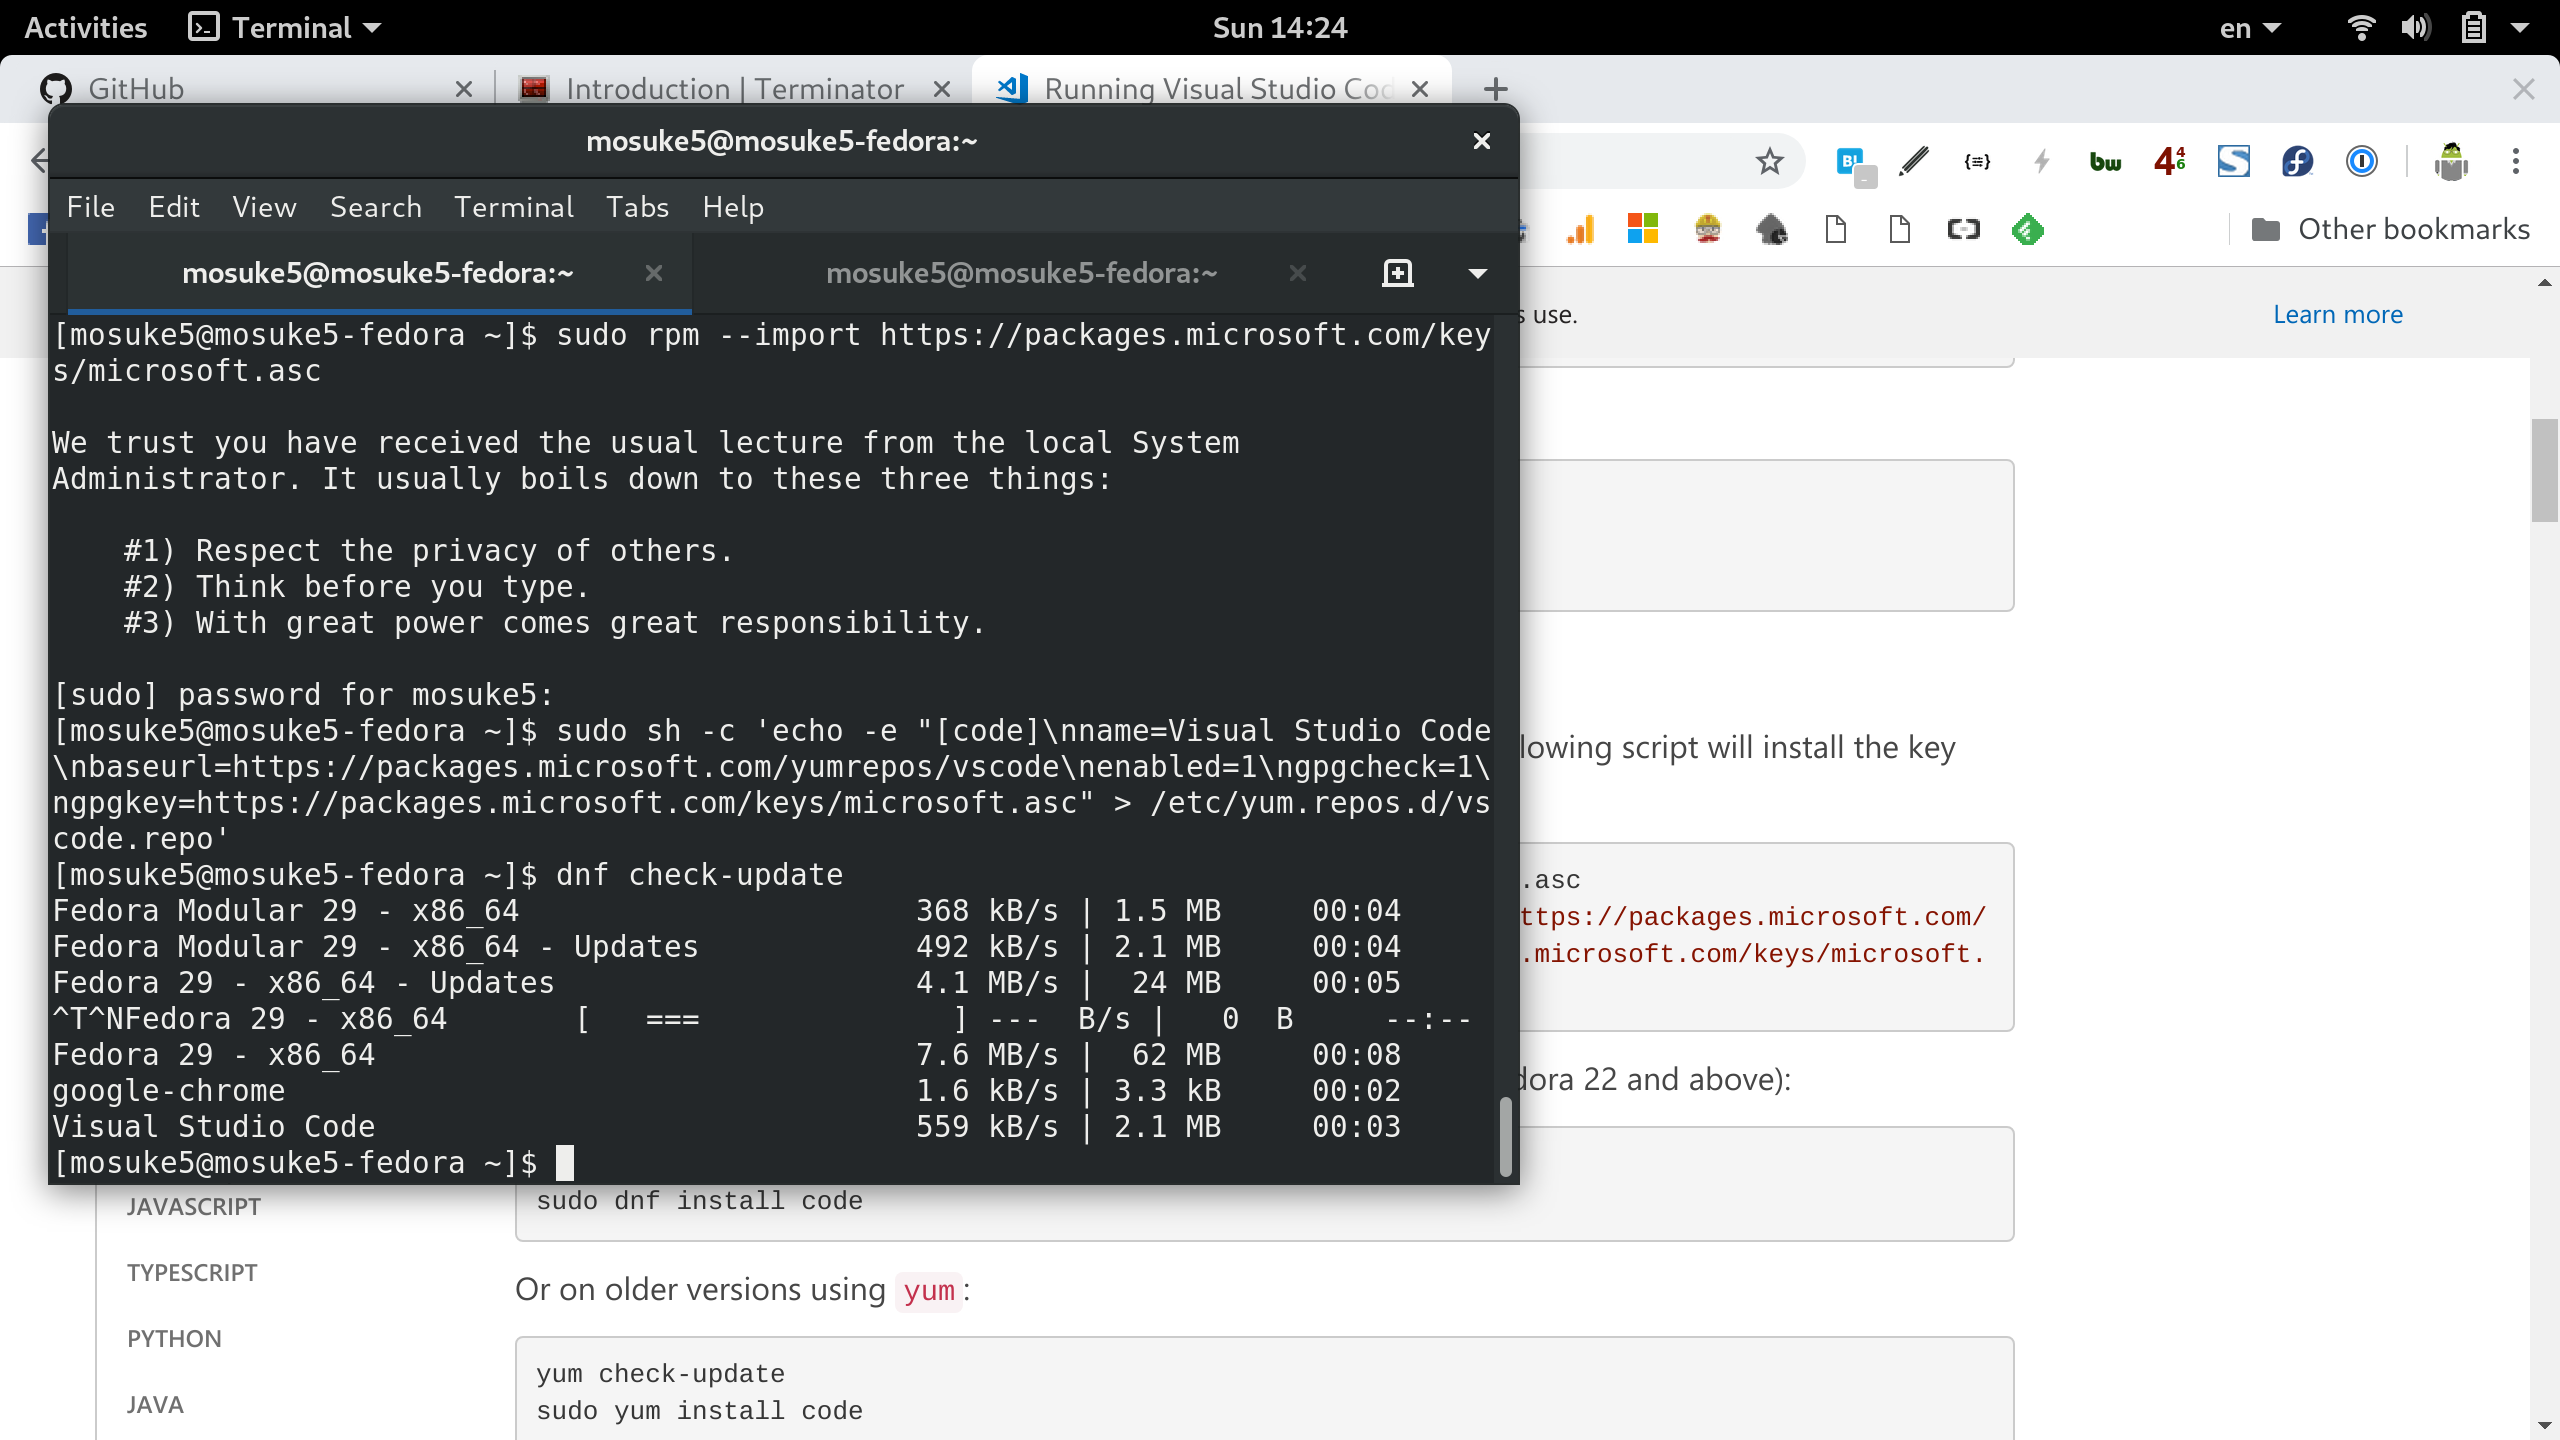 Activities Terminal Sun 14:24 en
GitHub Introduction | Terminator Running Visual Studio Cod
mosuke5@mosuke5-fedora:~
File Edit View Search Terminal Tabs Help
Other bookmarks
mosuke5@mosuke5-fedora:~ mosuke5@mosuke5-fedora:~
s use. Learn more
[mosuke5@mosuke5-fedora ~]$ sudo rpm --import https://packages.microsoft.com/key
s/microsoft.asc
We trust you have received the usual lecture from the local System
Administrator. It usually boils down to these three things:
#1) Respect the privacy of others.
#2) Think before you type.
#3) With great power comes great responsibility.
[sudo] password for mosuke5:
[mosuke5@mosuke5-fedora ~]$ sudo sh -c 'echo -e "[code]\nname=Visual Studio Code
\nbaseurl=https://packages.microsoft.com/yumrepos/vscode\nenabled=1\ngpgcheck=1\
ngpgkey=https://packages.microsoft.com/keys/microsoft.asc" > /etc/yum.repos.d/vs
code.repo'
[mosuke5@mosuke5-fedora ~]$ dnf check-update
Fedora Modular 29 - x86_64 368 kB/s | 1.5 MB 00:04
Fedora Modular 29 - x86_64 - Updates 492 kB/s | 2.1 MB 00:04
Fedora 29 - x86_64 - Updates 4.1 MB/s | 24 MB 00:05
^T^NFedora 29 - x86_64 [ === ] --- B/s | 0 B --:--
Fedora 29 - x86_64 7.6 MB/s | 62 MB 00:08
google-chrome 1.6 kB/s | 3.3 kB 00:02
Visual Studio Code 559 kB/s | 2.1 MB 00:03
[mosuke5@mosuke5-fedora ~]$
lowing script will install the key
.asc
ttps://packages.microsoft.com/
.microsoft.com/keys/microsoft.
dora 22 and above):
JAVASCRIPT
TYPESCRIPT
PYTHON
JAVA
sudo dnf install code
Or on older versions using yum:
yum check-update
sudo yum install code